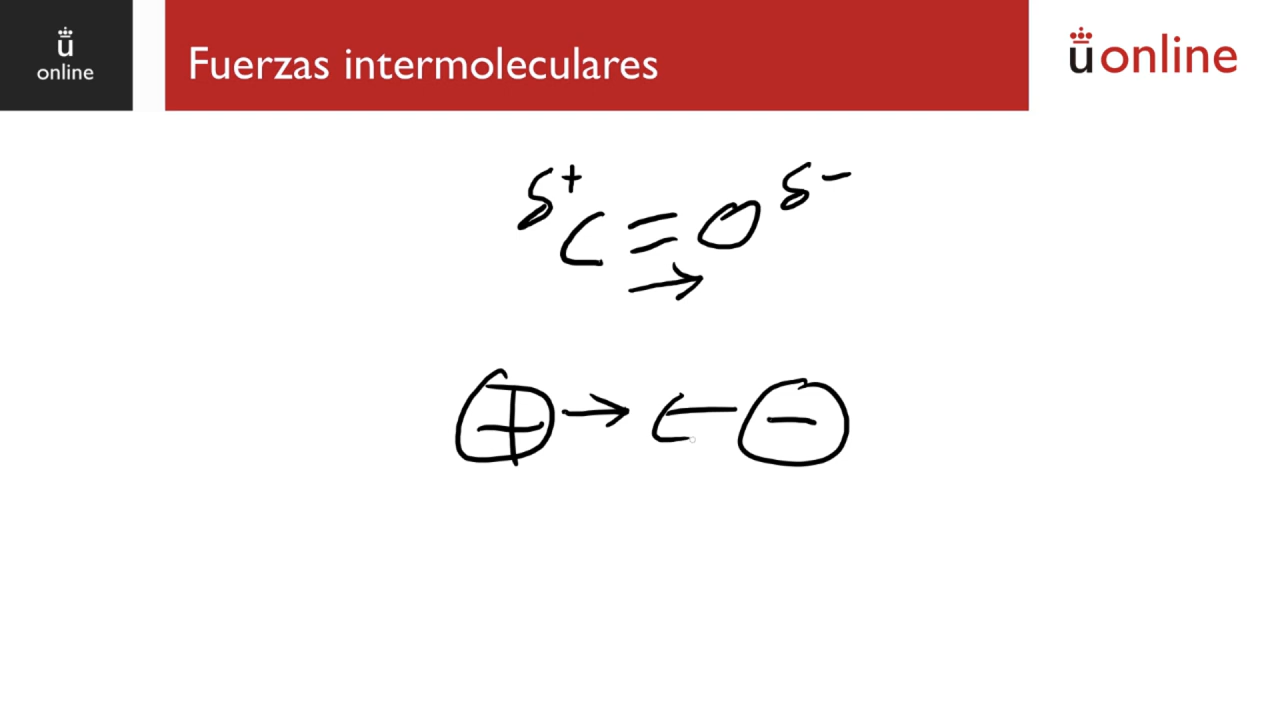 ü
online
Fuerzas intermoleculares
üonline
δ+ C=O δ-
→
+ → ← -